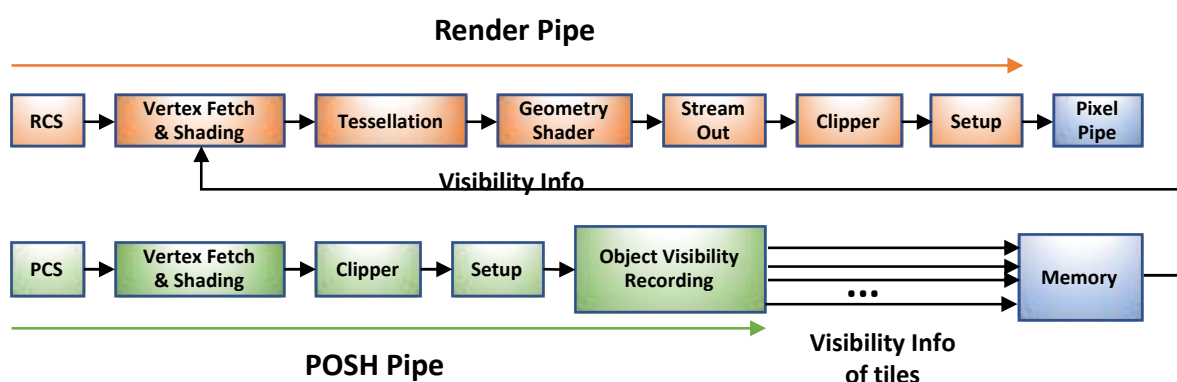 Render Pipe
RCS
Vertex Fetch
& Shading
Tessellation
Geometry
Shader
Stream
Out
Clipper
Setup
Pixel
Pipe
Visibility Info
PCS
Vertex Fetch
& Shading
Clipper
Setup
Object Visibility
Recording
...
Memory
POSH Pipe
Visibility Info
of tiles